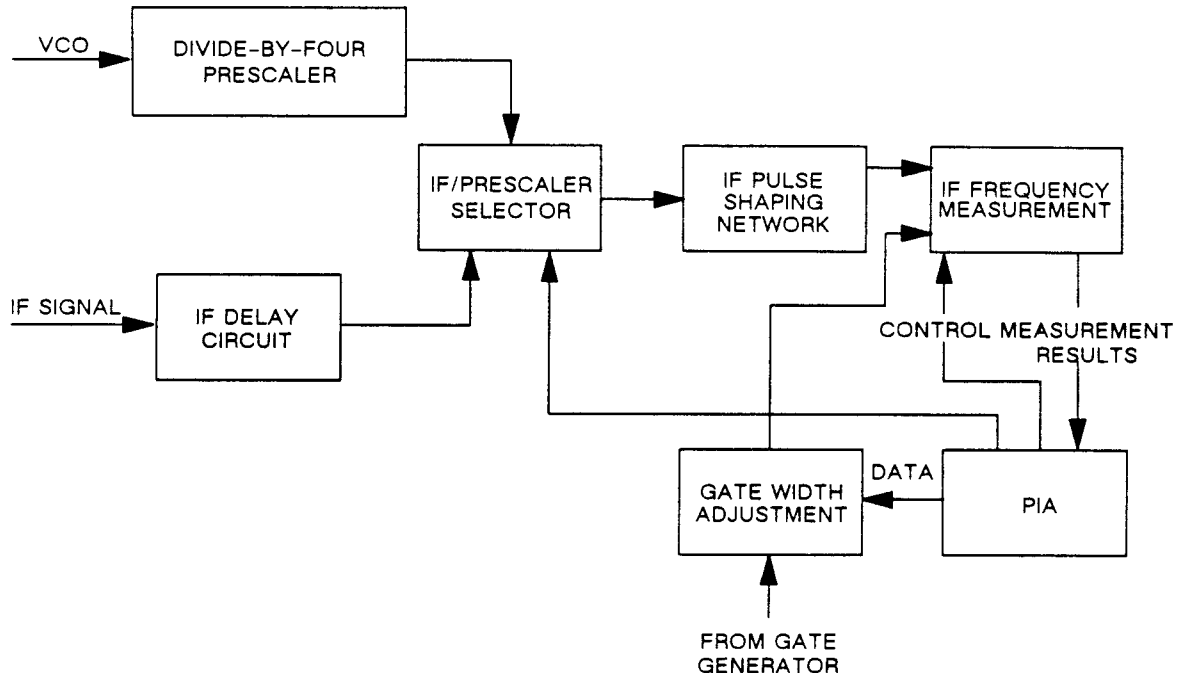 VCO
DIVIDE-BY-FOUR
PRESCALER
IF/PRESCALER
SELECTOR
IF PULSE
SHAPING
NETWORK
IF FREQUENCY
MEASUREMENT
IF SIGNAL
IF DELAY
CIRCUIT
CONTROL MEASUREMENT
RESULTS
GATE WIDTH
ADJUSTMENT
DATA
PIA
FROM GATE
GENERATOR